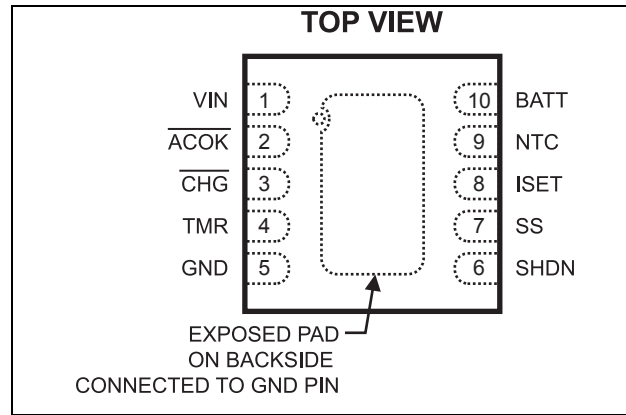 TOP VIEW
VIN 1
ACOK 2
CHG 3
TMR 4
GND 5
10 BATT
9 NTC
8 ISET
7 SS
6 SHDN
EXPOSED PAD
ON BACKSIDE
CONNECTED TO GND PIN